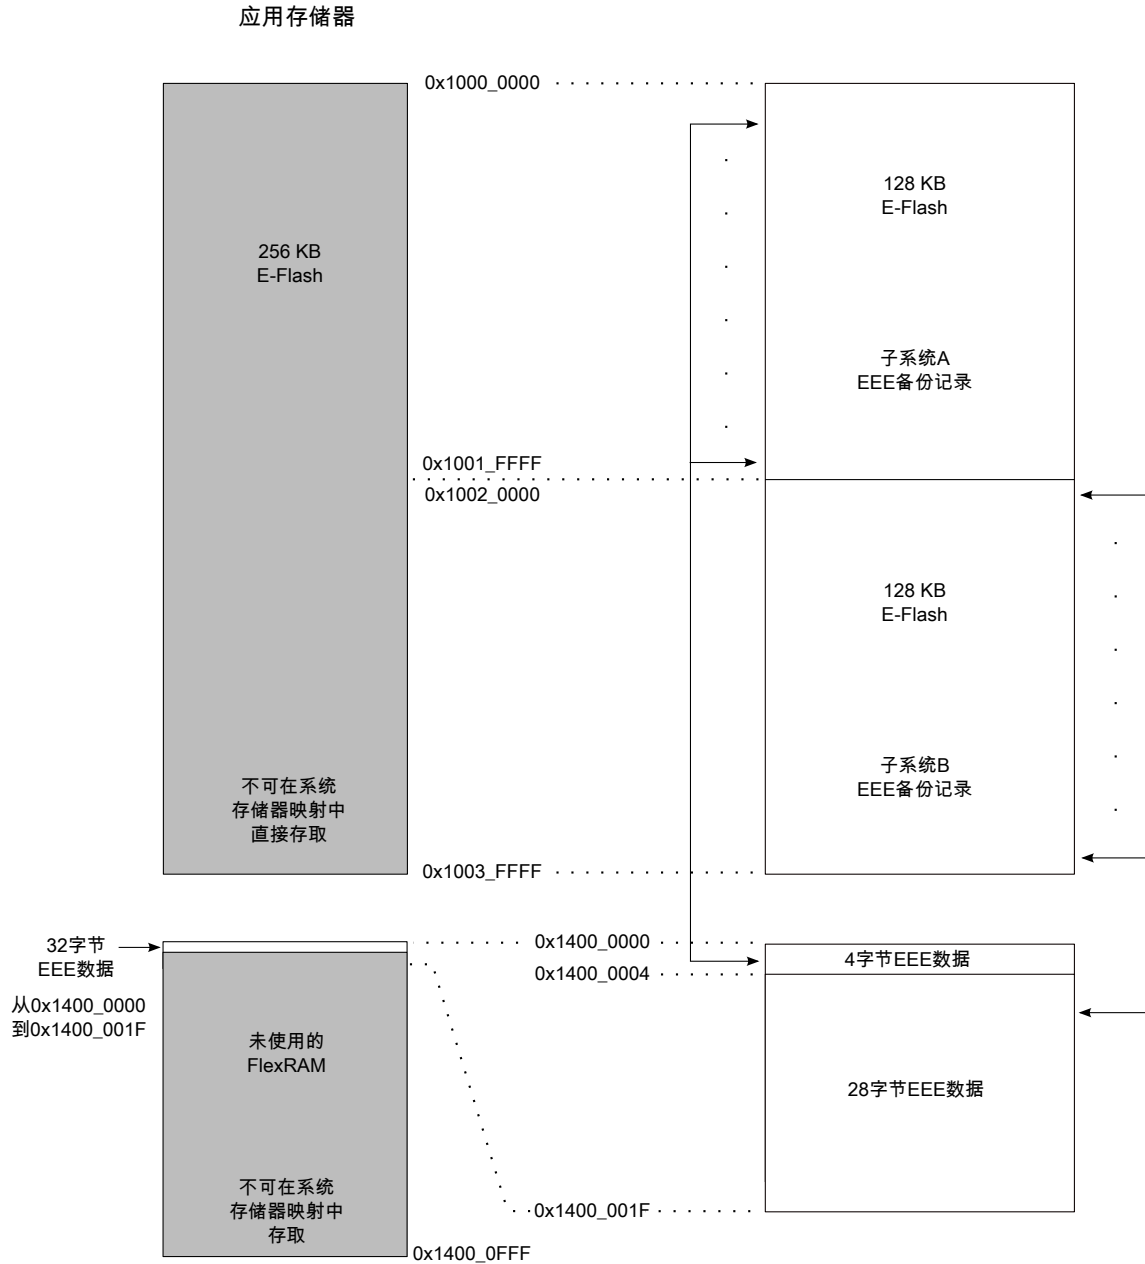 应用存储器
0x1000_0000
256 KB
E-Flash
128 KB
E-Flash
子系统A
EEE备份记录
0x1001_FFFF
0x1002_0000
128 KB
E-Flash
子系统B
EEE备份记录
不可在系统
存储器映射中
直接存取
0x1003_FFFF
32字节
EEE数据
从0x1400_0000
到0x1400_001F
0x1400_0000
0x1400_0004
4字节EEE数据
未使用的
FlexRAM
28字节EEE数据
不可在系统
存储器映射中
存取
0x1400_001F
0x1400_0FFF